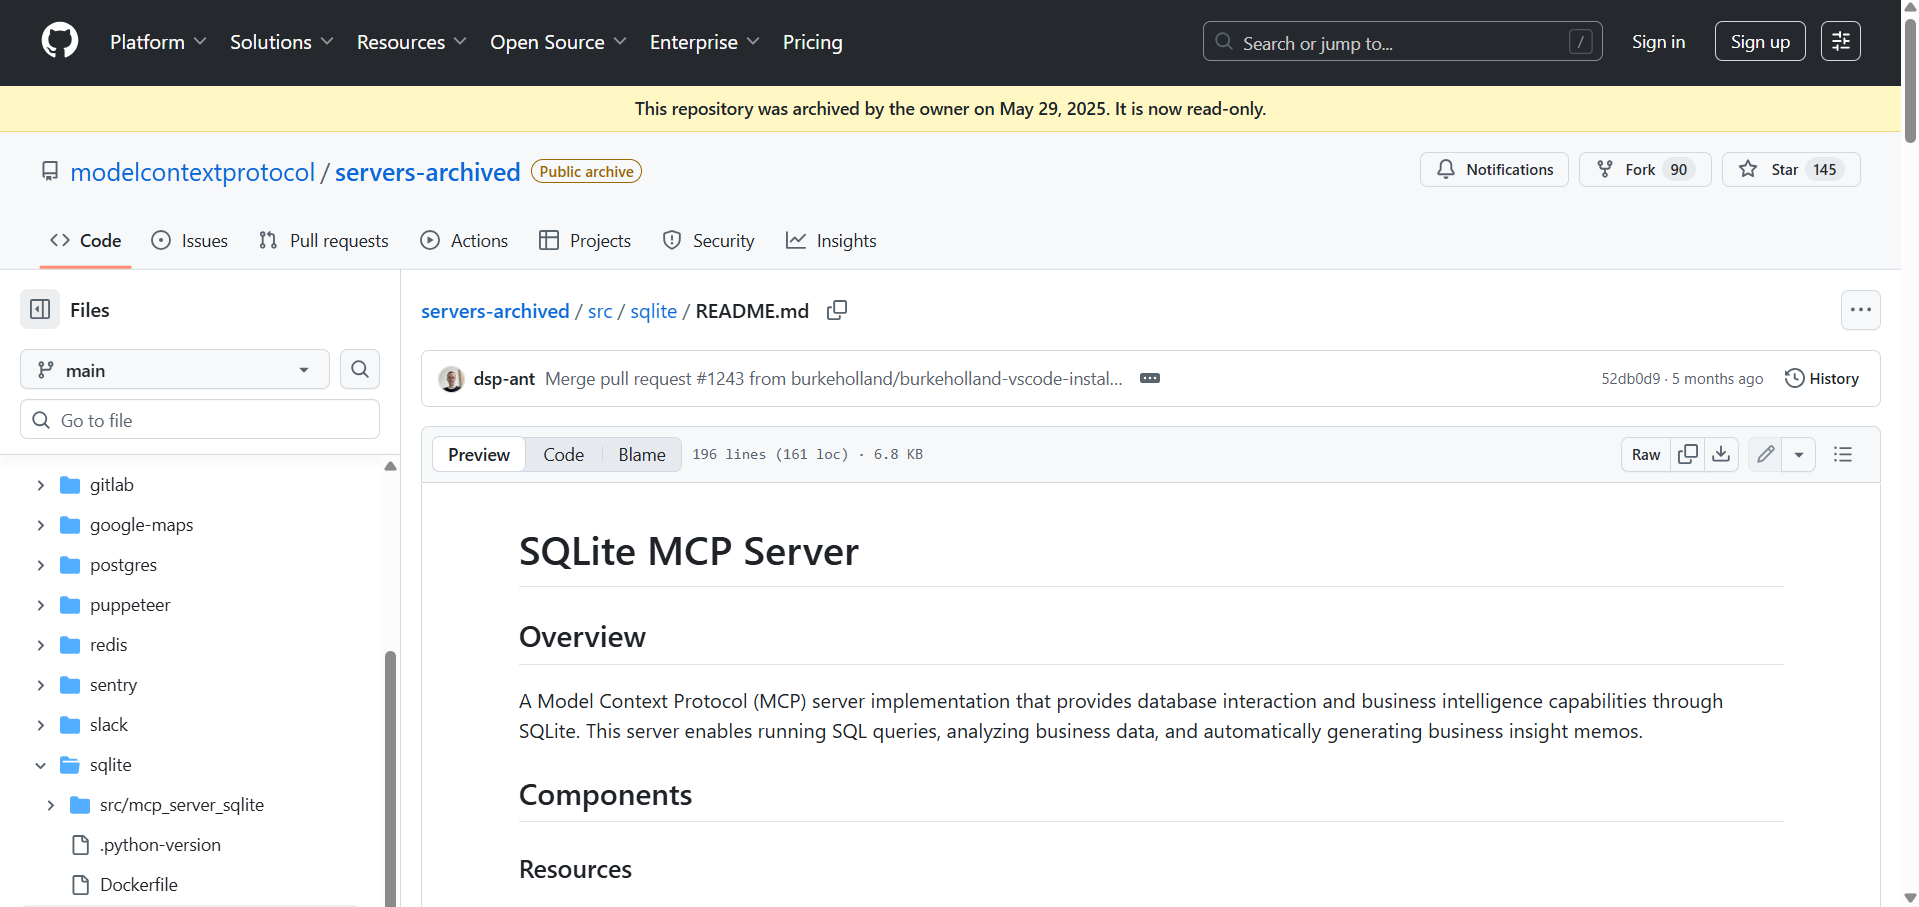 Platform Solutions Resources Open Source Enterprise Pricing Search or jump to... / Sign in Sign up
This repository was archived by the owner on May 29, 2025. It is now read-only.
modelcontextprotocol / servers-archived Public archive Notifications Fork 90 Star 145
Code Issues Pull requests Actions Projects Security Insights
Files
main
Go to file
gitlab
google-maps
postgres
puppeteer
redis
sentry
slack
sqlite
src/mcp_server_sqlite
.python-version
Dockerfile
servers-archived / src / sqlite / README.md
dsp-ant Merge pull request #1243 from burkeholland/burkeholland-vscode-instal... 52db0d9 · 5 months ago History
Preview Code Blame 196 lines (161 loc) · 6.8 KB Raw
SQLite MCP Server
Overview
A Model Context Protocol (MCP) server implementation that provides database interaction and business intelligence capabilities through
SQLite. This server enables running SQL queries, analyzing business data, and automatically generating business insight memos.
Components
Resources